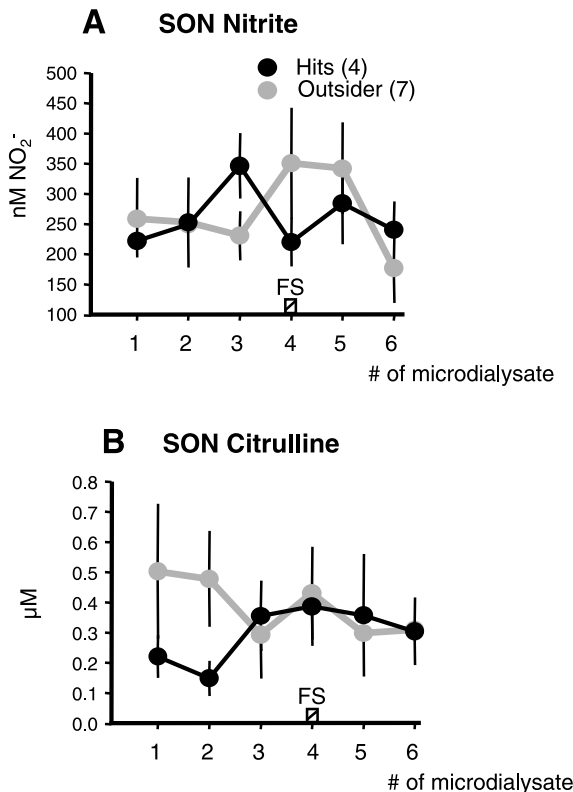 A SON Nitrite
Hits (4)
Outsider (7)
nM NO₂⁻
500
450
400
350
300
250
200
150
100
FS
1 2 3 4 5 6
# of microdialysate
B SON Citrulline
µM
0.8
0.7
0.6
0.5
0.4
0.3
0.2
0.1
0.0
FS
1 2 3 4 5 6
# of microdialysate